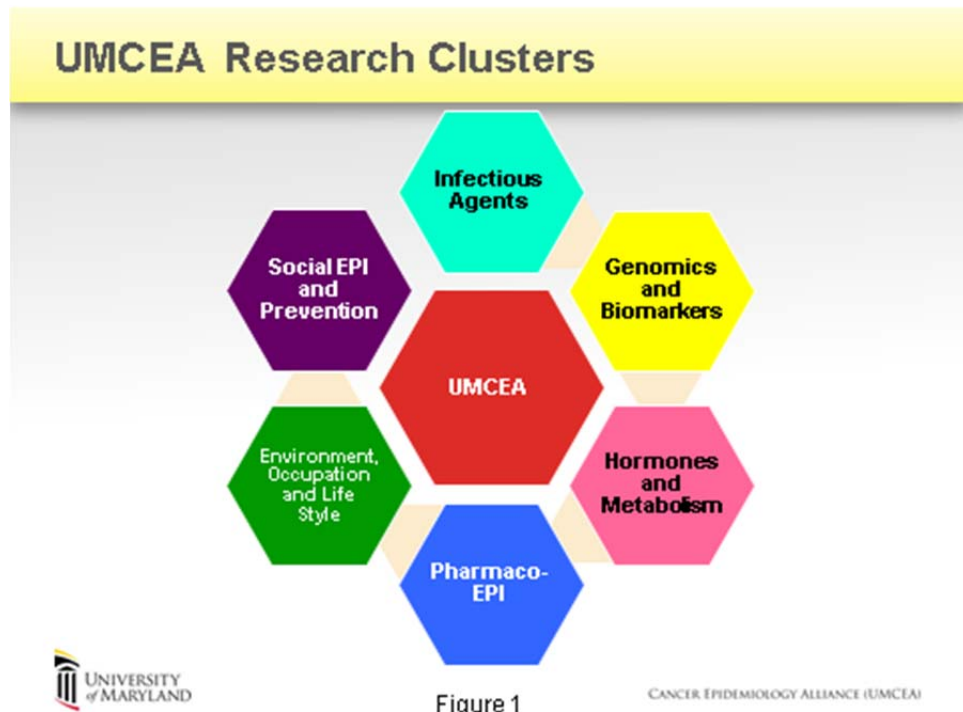 UMCEA Research Clusters
Infectious
Agents
Genomics
and
Biomarkers
Hormones
and
Metabolism
Pharmaco-
EPI
Environment,
Occupation
and Life
Style
Social EPI
and
Prevention
UMCEA
UNIVERSITY
of MARYLAND
Figure 1
CANCER EPIDEMIOLOGY ALLIANCE (UMCEA)